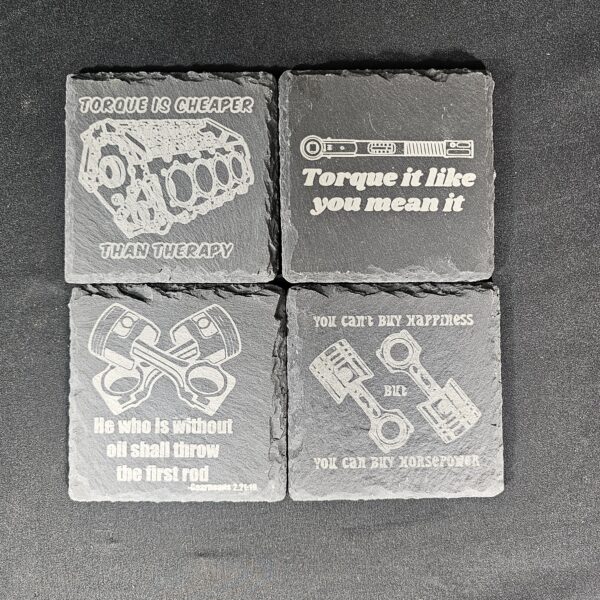 TORQUE IS CHEAPER
THAN THERAPY
Torque it like
you mean it
He who is without
oil shall throw
the first rod
YOU CAN'T BUY HAPPINESS
BUT
YOU CAN BUY HORSEPOWER